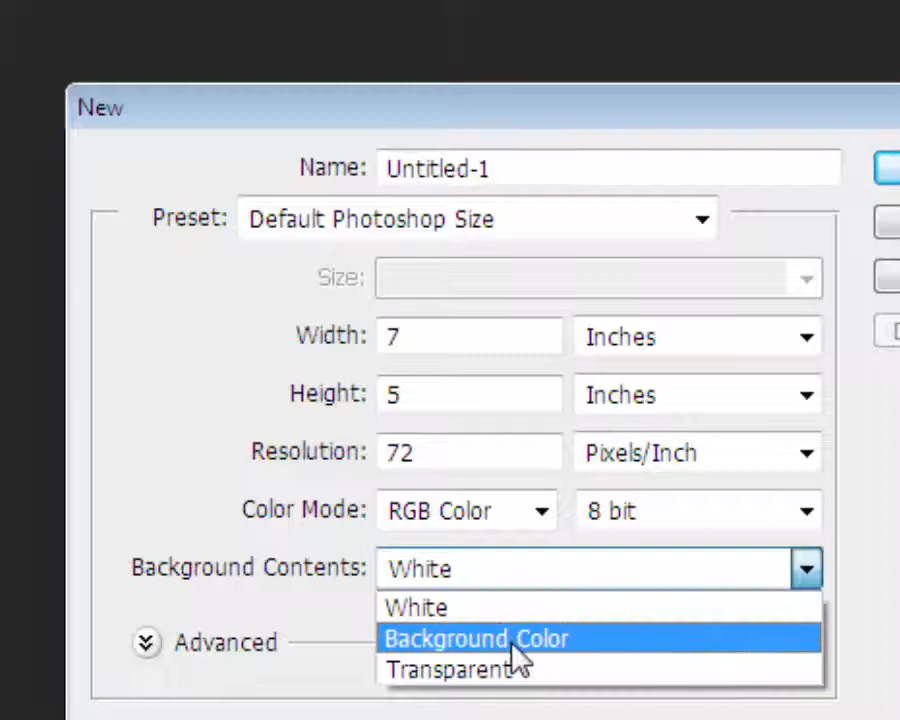 New
Name: Untitled-1
Preset: Default Photoshop Size
Size:
Width: 7 Inches
Height: 5 Inches
Resolution: 72 Pixels/Inch
Color Mode: RGB Color 8 bit
Background Contents: White
White
Background Color
Advanced
Transparent